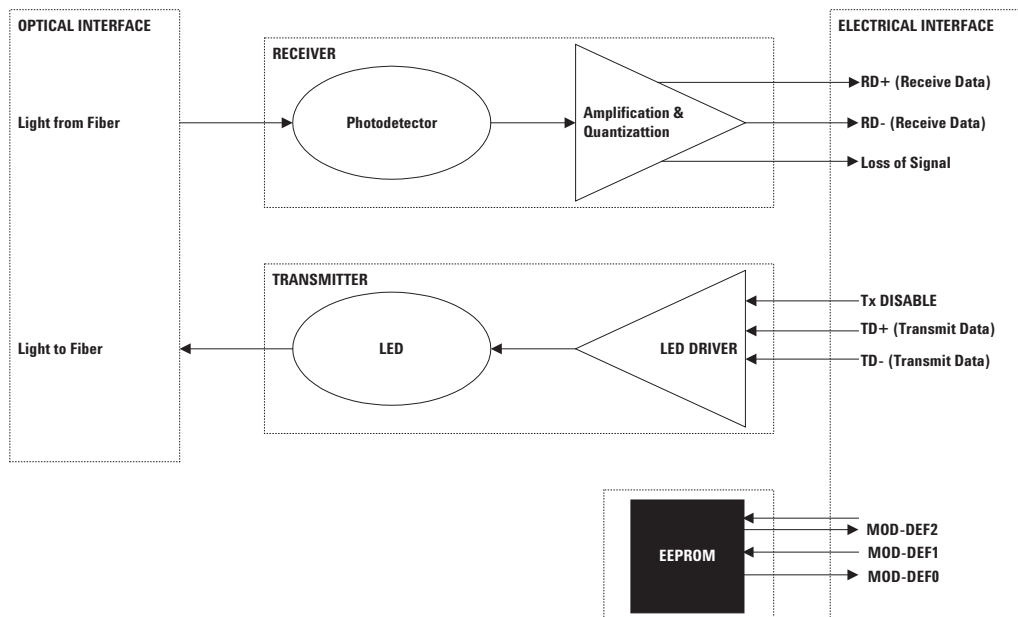 OPTICAL INTERFACE
ELECTRICAL INTERFACE
RECEIVER
Light from Fiber
Photodetector
Amplification &
Quantizattion
RD+ (Receive Data)
RD- (Receive Data)
Loss of Signal
TRANSMITTER
Light to Fiber
LED
LED DRIVER
Tx DISABLE
TD+ (Transmit Data)
TD- (Transmit Data)
EEPROM
MOD-DEF2
MOD-DEF1
MOD-DEF0